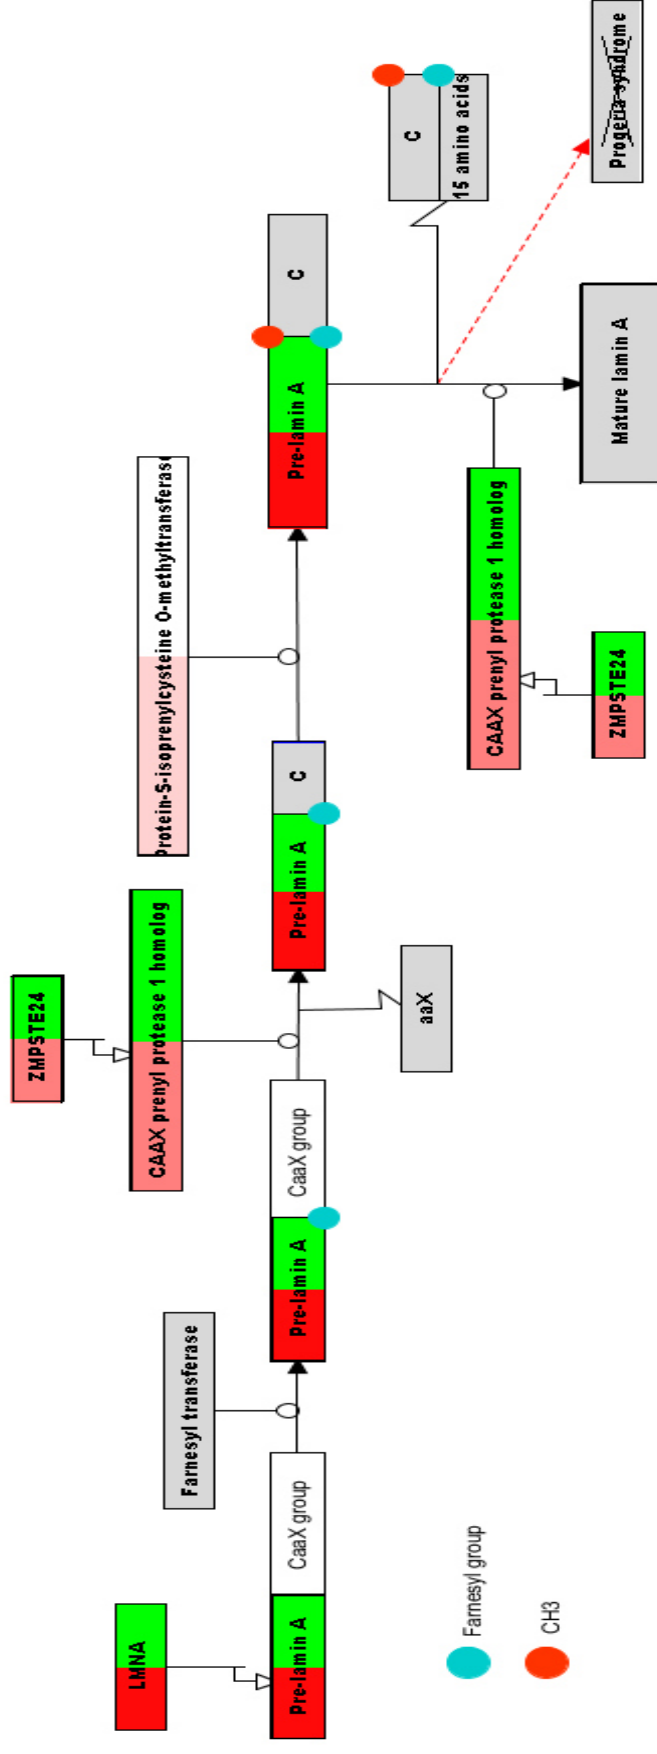 LMNA
Pre-lamin A
CaaX group
Farnesyl transferase
Pre-lamin A
CaaX group
ZMPSTE24
CAAX prenyl protease 1 homolog
aaX
Pre-lamin A
C
Protein-S-isoprenylcysteine O-methyltransferase
Pre-lamin A
C
C
15 amino acids
CAAX prenyl protease 1 homolog
ZMPSTE24
Mature lamin A
Progeria syndrome
Farnesyl group
CH3